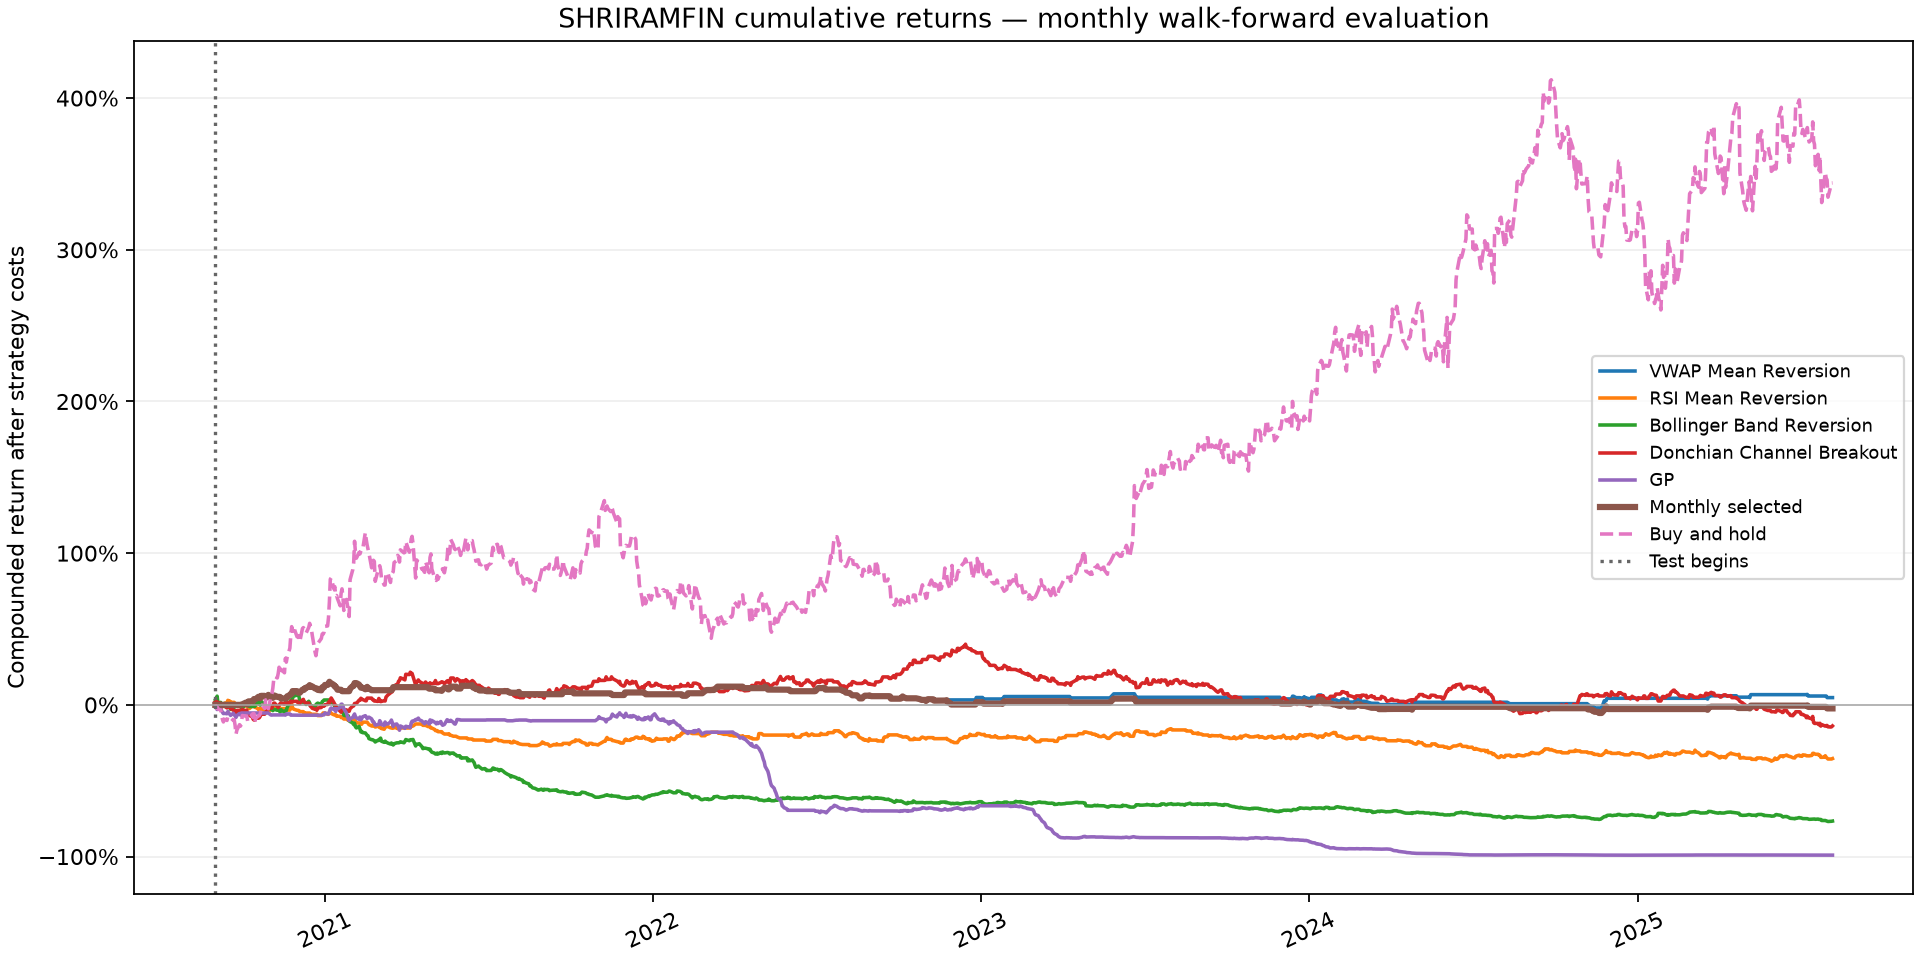 SHRIRAMFIN cumulative returns — monthly walk-forward evaluation
Compounded return after strategy costs
400%
300%
200%
100%
0%
−100%
VWAP Mean Reversion
RSI Mean Reversion
Bollinger Band Reversion
Donchian Channel Breakout
GP
Monthly selected
Buy and hold
Test begins
2021
2022
2023
2024
2025